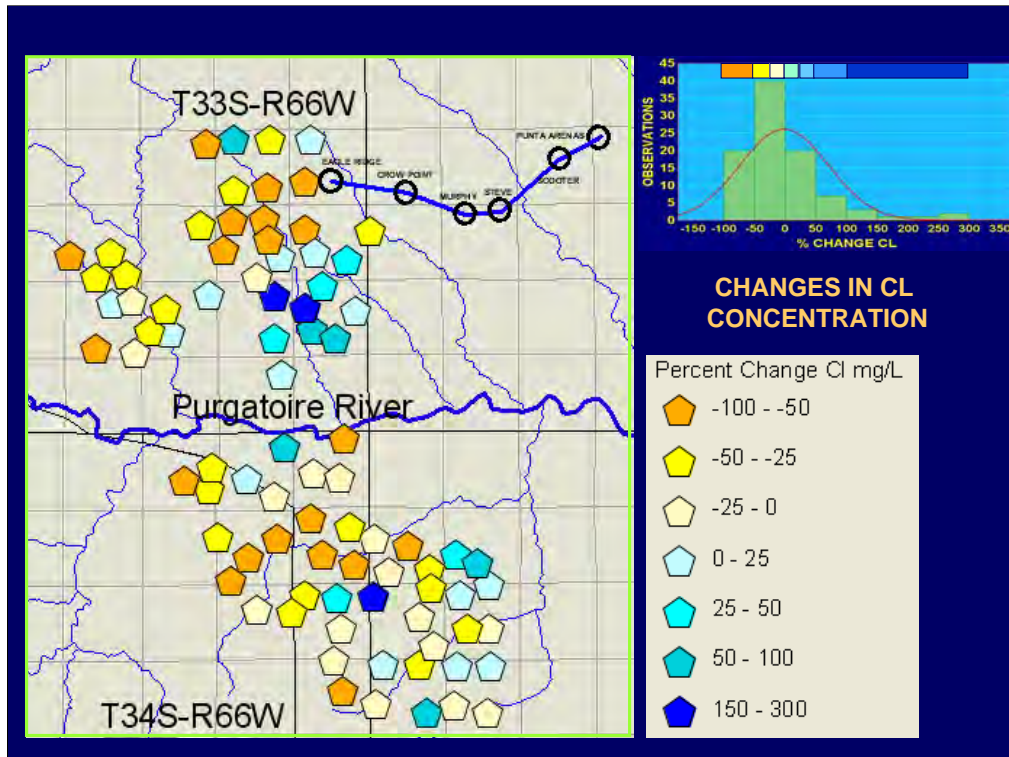 T33S-R66W
EAGLE RIDGE
CROW POINT
MURPHY
STEVE
SCOOTER
PUNTA ARENAS
Purgatoire River
T34S-R66W
OBSERVATIONS
45
40
35
30
25
20
15
10
5
0
-150 -100 -50 0 50 100 150 200 250 300 350
% CHANGE CL
CHANGES IN CL
CONCENTRATION
Percent Change Cl mg/L
-100 - -50
-50 - -25
-25 - 0
0 - 25
25 - 50
50 - 100
150 - 300